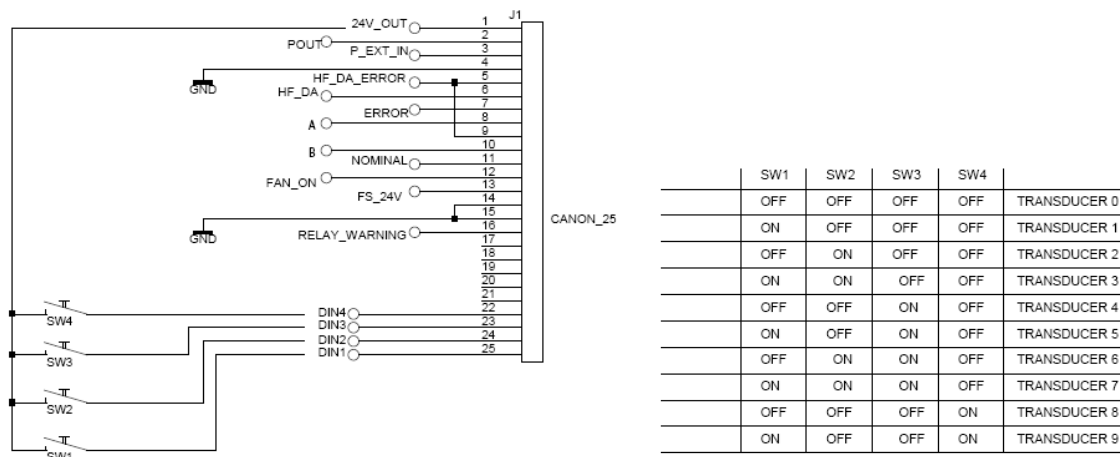 J1
24V_OUT 1
POUT 2
P_EXT_IN 3
4
HF_DA_ERROR 5
GND
HF_DA 6
ERROR 7
A 8
9
B 10
NOMINAL 11
FAN_ON 12
FS_24V 13
14
15
GND
RELAY_WARNING 16
CANON_25
17
18
19
20
21
SW4 DIN4 22
SW3 DIN3 23
SW2 DIN2 24
SW1 DIN1 25
SW1 SW2 SW3 SW4
OFF OFF OFF OFF TRANSDUCER 0
ON OFF OFF OFF TRANSDUCER 1
OFF ON OFF OFF TRANSDUCER 2
ON ON OFF OFF TRANSDUCER 3
OFF OFF ON OFF TRANSDUCER 4
ON OFF ON OFF TRANSDUCER 5
OFF ON ON OFF TRANSDUCER 6
ON ON ON OFF TRANSDUCER 7
OFF OFF OFF ON TRANSDUCER 8
ON OFF OFF ON TRANSDUCER 9